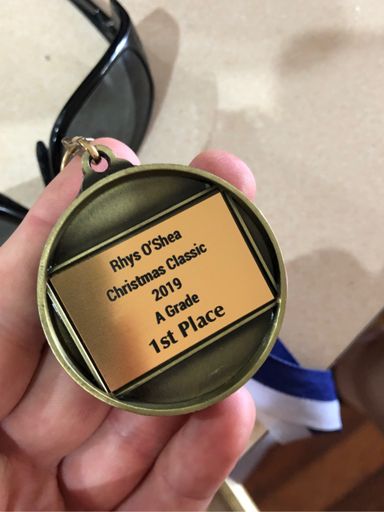 Rhys O'Shea
Christmas Classic
2019
A Grade
1st Place